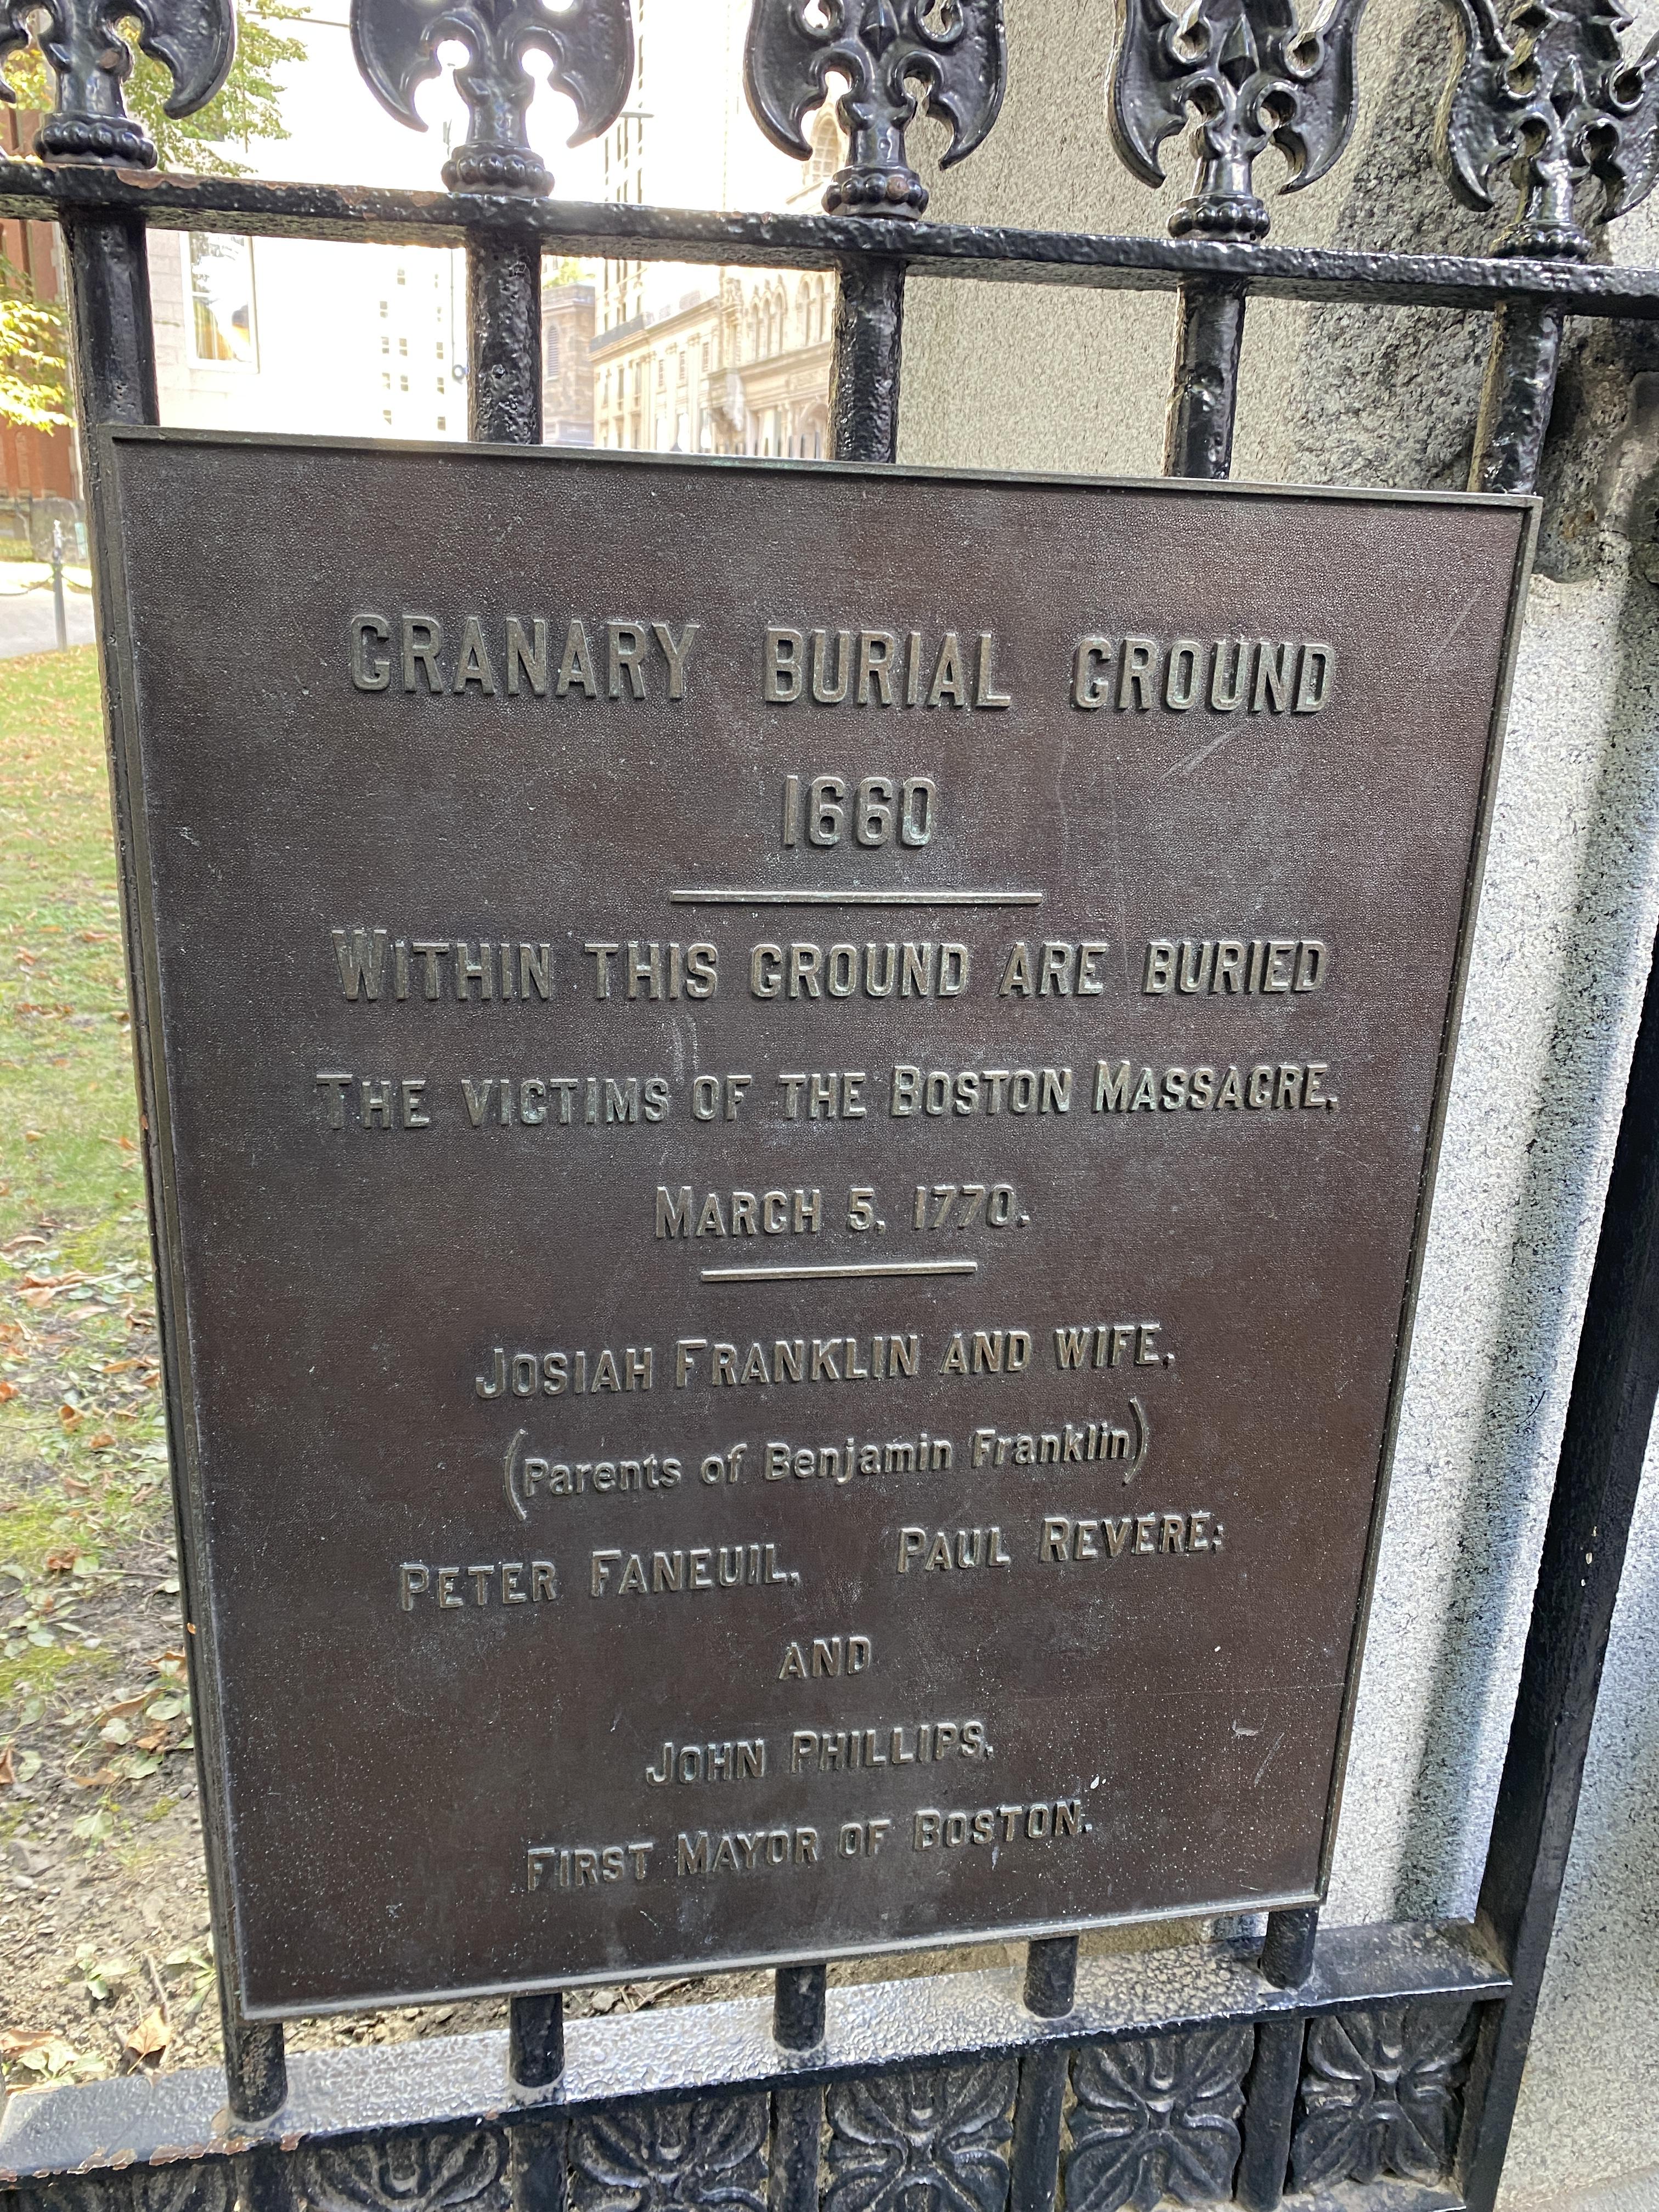 GRANARY BURIAL GROUND
1660
WITHIN THIS GROUND ARE BURIED
THE VICTIMS OF THE BOSTON MASSACRE,
MARCH 5, 1770.
JOSIAH FRANKLIN AND WIFE,
(Parents of Benjamin Franklin)
PETER FANEUIL, PAUL REVERE;
AND
JOHN PHILLIPS,
FIRST MAYOR OF BOSTON.